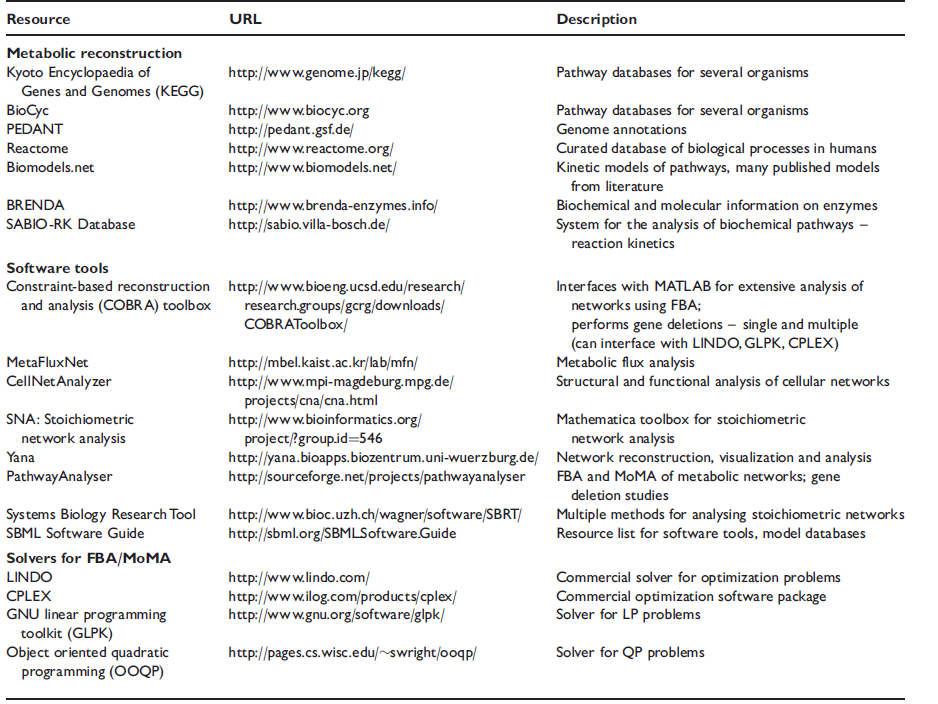 Resource URL Description
Metabolic reconstruction
Kyoto Encyclopaedia of http://www.genome.jp/kegg/ Pathway databases for several organisms
Genes and Genomes (KEGG)
BioCyc http://www.biocyc.org Pathway databases for several organisms
PEDANT http://pedant.gsf.de/ Genome annotations
Reactome http://www.reactome.org/ Curated database of biological processes in humans
Biomodels.net http://www.biomodels.net/ Kinetic models of pathways, many published models
from literature
BRENDA http://www.brenda-enzymes.info/ Biochemical and molecular information on enzymes
SABIO-RK Database http://sabio.villa-bosch.de/ System for the analysis of biochemical pathways –
reaction kinetics
Software tools
Constraint-based reconstruction http://www.bioeng.ucsd.edu/research/ Interfaces with MATLAB for extensive analysis of
and analysis (COBRA) toolbox research.groups/gcrg/downloads/ networks using FBA;
COBRAToolbox/ performs gene deletions – single and multiple
(can interface with LINDO, GLPK, CPLEX)
MetaFluxNet http://mbel.kaist.ac.kr/lab/mfn/ Metabolic flux analysis
CellNetAnalyzer http://www.mpi-magdeburg.mpg.de/ Structural and functional analysis of cellular networks
projects/cna/cna.html
SNA: Stoichiometric http://www.bioinformatics.org/ Mathematica toolbox for stoichiometric
network analysis project/?group.id=546 network analysis
Yana http://yana.bioapps.biozentrum.uni-wuerzburg.de/ Network reconstruction, visualization and analysis
PathwayAnalyser http://sourceforge.net/projects/pathwayanalyser FBA and MoMA of metabolic networks; gene
deletion studies
Systems Biology Research Tool http://www.bioc.uzh.ch/wagner/software/SBRT/ Multiple methods for analysing stoichiometric networks
SBML Software Guide http://sbml.org/SBML.Software.Guide Resource list for software tools, model databases
Solvers for FBA/MoMA
LINDO http://www.lindo.com/ Commercial solver for optimization problems
CPLEX http://www.ilog.com/products/cplex/ Commercial optimization software package
GNU linear programming http://www.gnu.org/software/glpk/ Solver for LP problems
toolkit (GLPK)
Object oriented quadratic http://pages.cs.wisc.edu/~swright/ooqp/ Solver for QP problems
programming (OOQP)